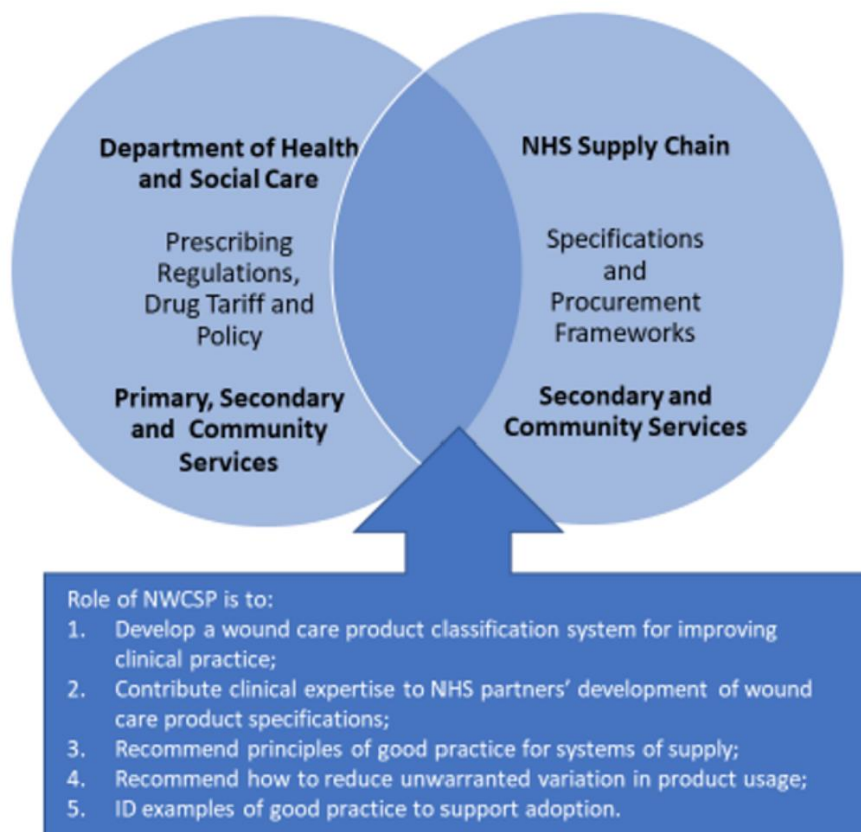 Department of Health
and Social Care
Prescribing
Regulations,
Drug Tariff and
Policy
Primary, Secondary
and Community
Services
NHS Supply Chain
Specifications
and
Procurement
Frameworks
Secondary and
Community Services
Role of NWCSP is to:
1. Develop a wound care product classification system for improving
clinical practice;
2. Contribute clinical expertise to NHS partners’ development of wound
care product specifications;
3. Recommend principles of good practice for systems of supply;
4. Recommend how to reduce unwarranted variation in product usage;
5. ID examples of good practice to support adoption.